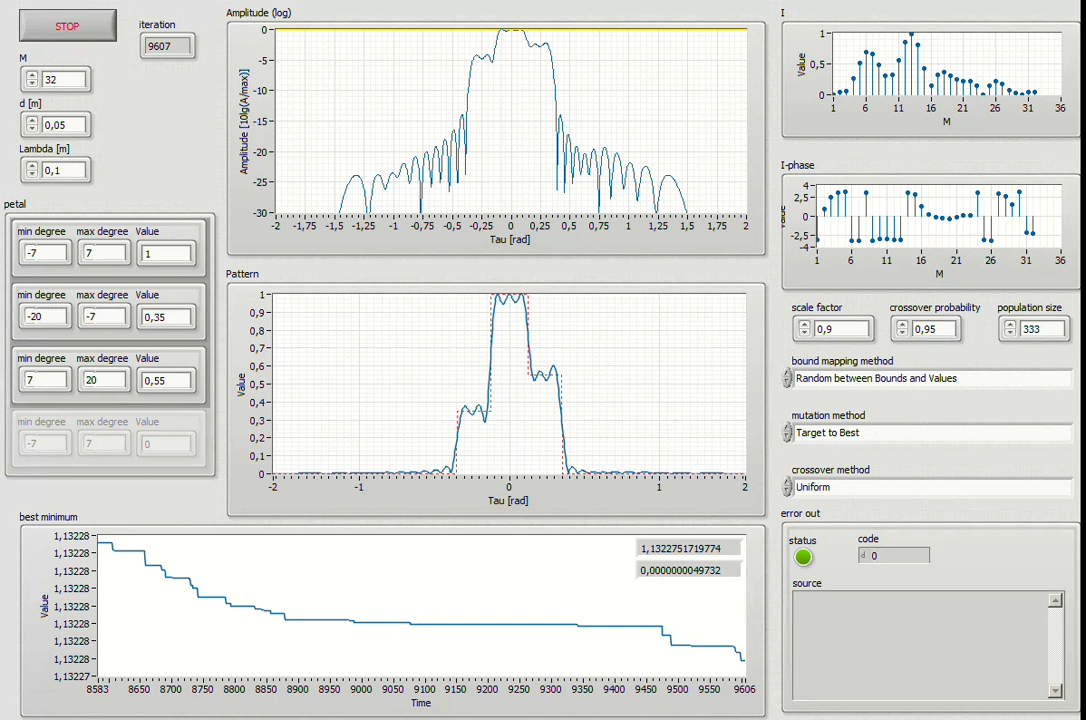 STOP
iteration
9607
M
32
d [m]
0,05
Lambda [m]
0,1
petal
min degree max degree Value
-7 7 1
min degree max degree Value
-20 -7 0,35
min degree max degree Value
7 20 0,55
min degree max degree Value
-7 7 0
Amplitude (log)
Amplitude [10lg(A/max)]
0
-5
-10
-15
-20
-25
-30
-2 -1,75 -1,5 -1,25 -1 -0,75 -0,5 -0,25 0 0,25 0,5 0,75 1 1,25 1,5 1,75 2
Tau [rad]
Pattern
Value
1
0,9
0,8
0,7
0,6
0,5
0,4
0,3
0,2
0,1
0
-2 -1 0 1 2
Tau [rad]
I
Value
1
0,5
0
1 6 11 16 21 26 31 36
M
I-phase
Value
4
2,5
0
-2,5
-4
1 6 11 16 21 26 31 36
M
scale factor crossover probability population size
0,9 0,95 333
bound mapping method
Random between Bounds and Values
mutation method
Target to Best
crossover method
Uniform
best minimum
Value
1,13228
1,13228
1,13228
1,13228
1,13228
1,13228
1,13228
1,13228
1,13227
1,1322751719774
0,0000000049732
8583 8650 8700 8750 8800 8850 8900 8950 9000 9050 9100 9150 9200 9250 9300 9350 9400 9450 9500 9550 9606
Time
error out
status code
d 0
source